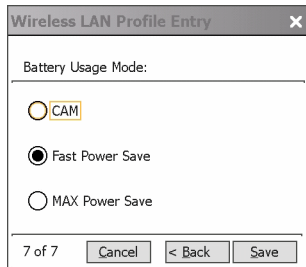 Wireless LAN Profile Entry
Battery Usage Mode:
CAM
Fast Power Save
MAX Power Save
7 of 7 Cancel < Back Save